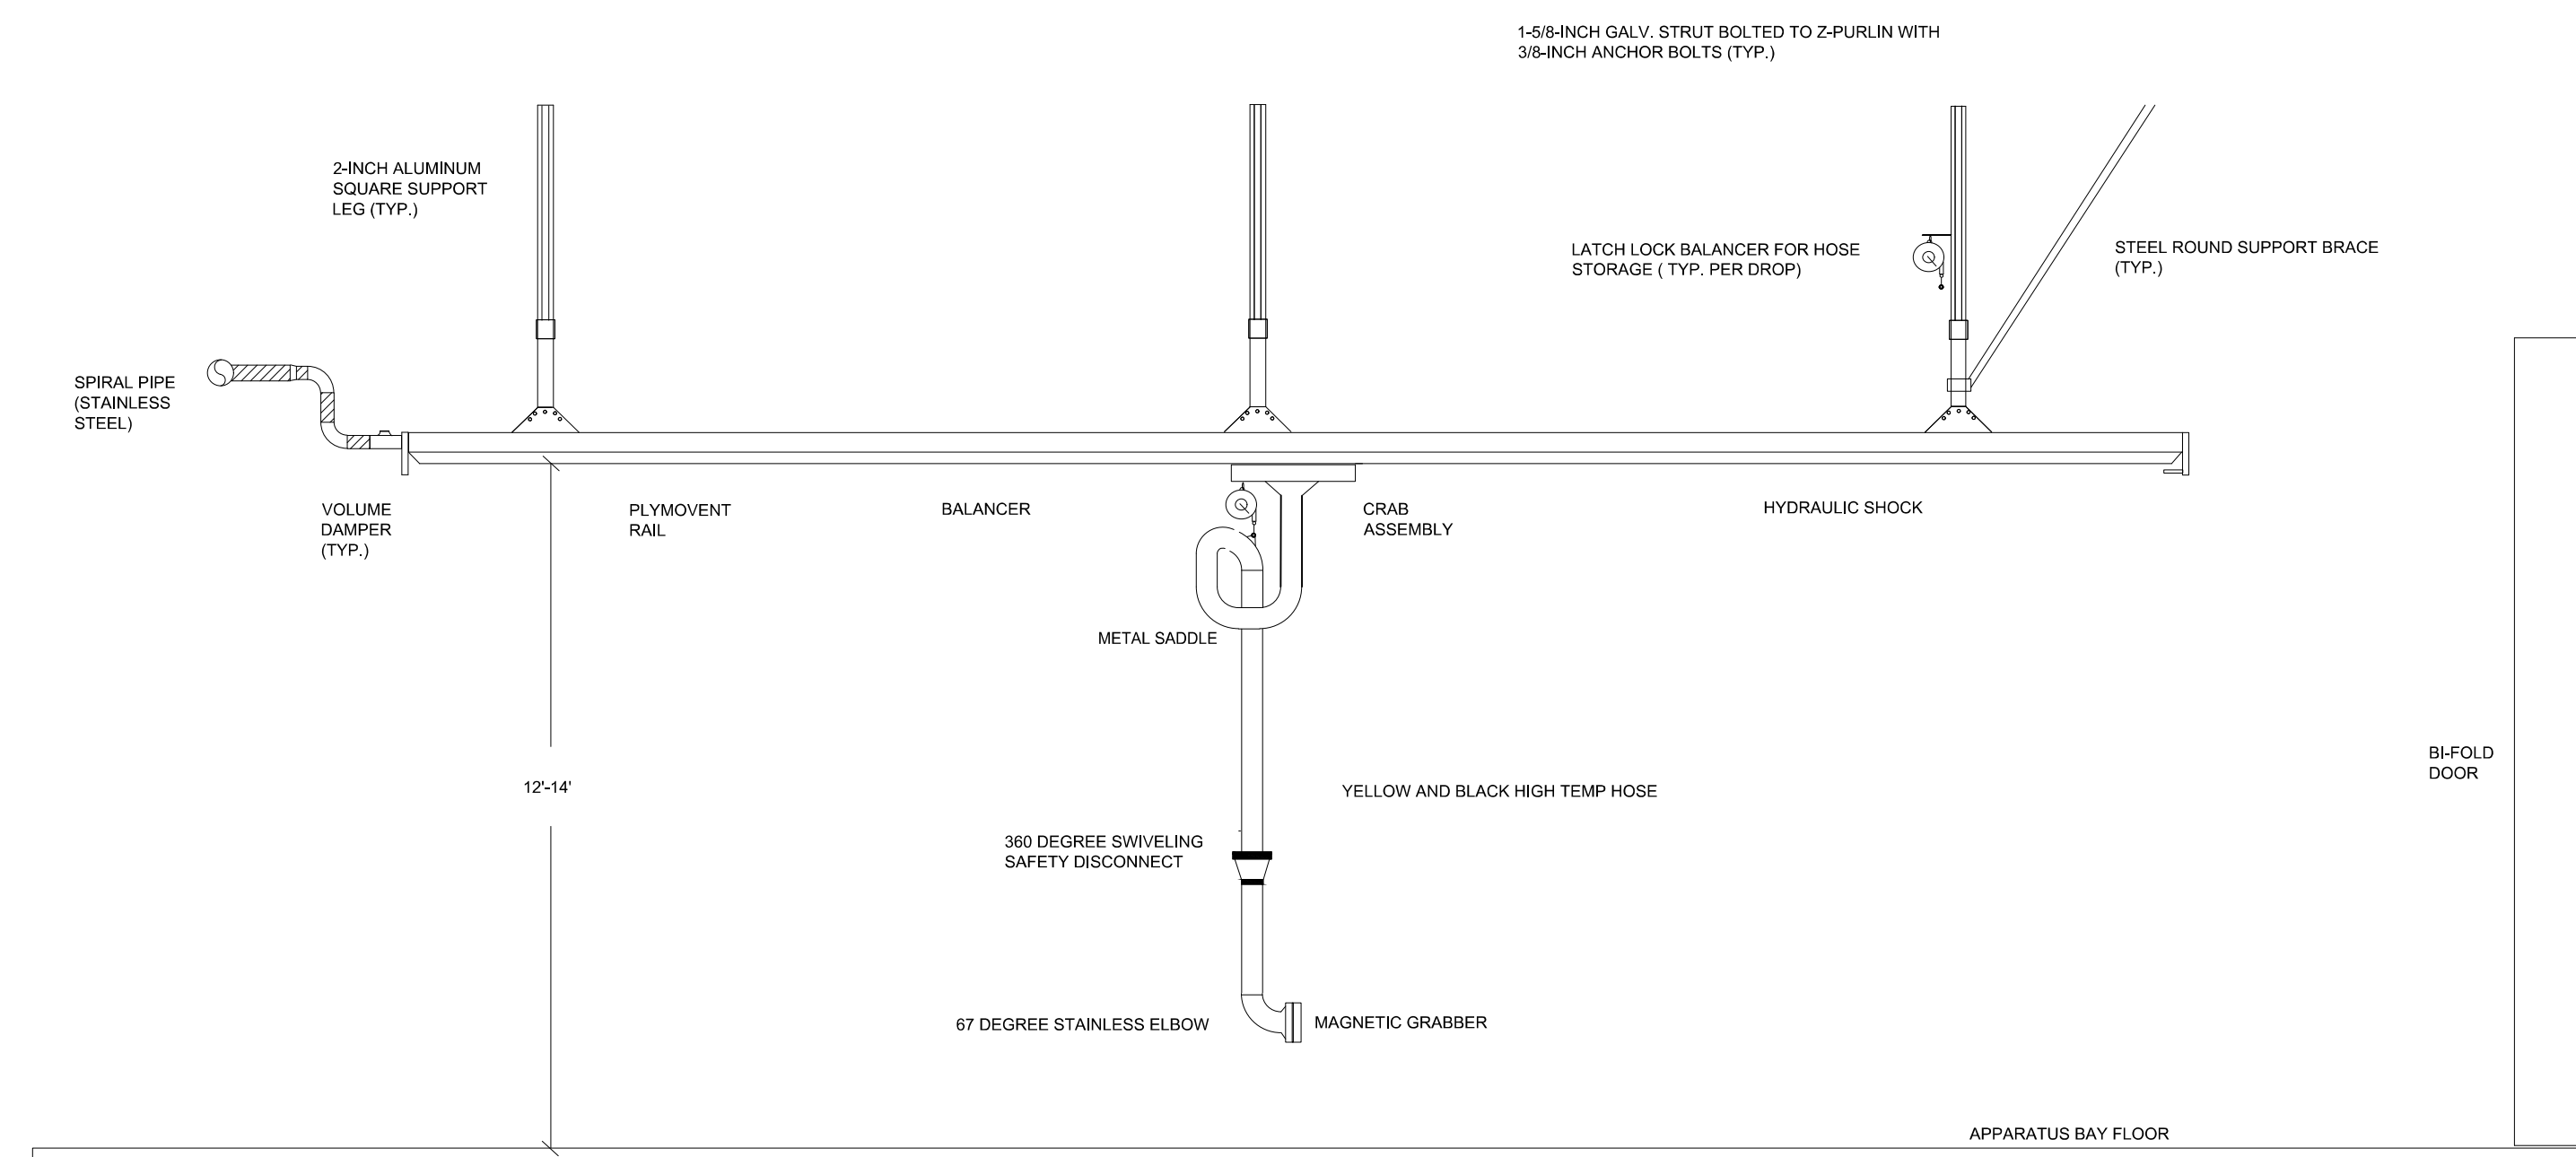 1-5/8-INCH GALV. STRUT BOLTED TO Z-PURLIN WITH
3/8-INCH ANCHOR BOLTS (TYP.)
2-INCH ALUMINUM
SQUARE SUPPORT
LEG (TYP.)
LATCH LOCK BALANCER FOR HOSE
STORAGE ( TYP. PER DROP)
STEEL ROUND SUPPORT BRACE
(TYP.)
SPIRAL PIPE
(STAINLESS
STEEL)
VOLUME
DAMPER
(TYP.)
PLYMOVENT
RAIL
BALANCER
CRAB
ASSEMBLY
HYDRAULIC SHOCK
METAL SADDLE
12'-14'
YELLOW AND BLACK HIGH TEMP HOSE
BI-FOLD
DOOR
360 DEGREE SWIVELING
SAFETY DISCONNECT
67 DEGREE STAINLESS ELBOW
MAGNETIC GRABBER
APPARATUS BAY FLOOR